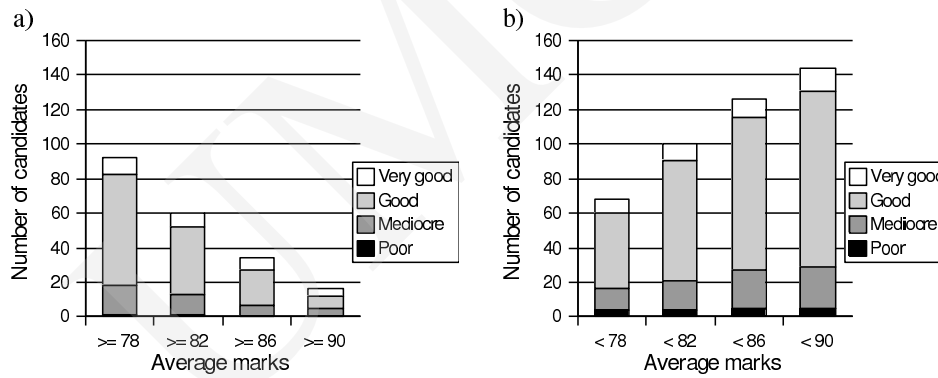 a)
160
140
120
100
80
60
40
20
0
Number of candidates
>= 78 >= 82 >= 86 >= 90
Average marks
Very good
Good
Mediocre
Poor
b)
160
140
120
100
80
60
40
20
0
Number of candidates
< 78 < 82 < 86 < 90
Average marks
Very good
Good
Mediocre
Poor